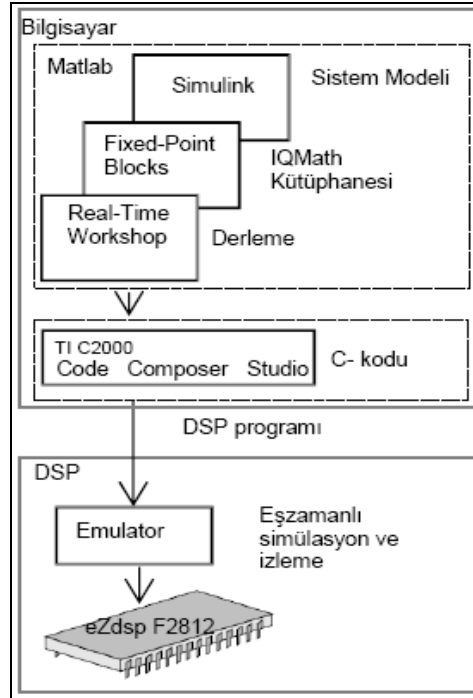 Bilgisayar
Matlab
Simulink
Sistem Modeli
Fixed-Point
Blocks
IQMath
Kütüphanesi
Real-Time
Workshop
Derleme
TI C2000
Code Composer Studio
C- kodu
DSP programı
DSP
Emulator
Eşzamanlı
simülasyon ve
izleme
eZdsp F2812